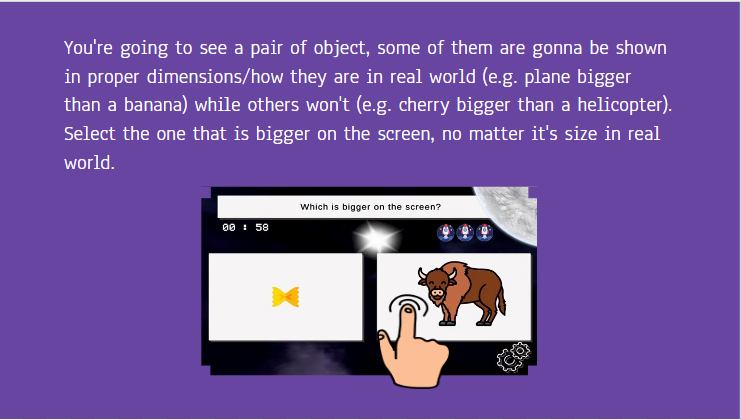 You're going to see a pair of object, some of them are gonna be shown
in proper dimensions/how they are in real world (e.g. plane bigger
than a banana) while others won't (e.g. cherry bigger than a helicopter).
Select the one that is bigger on the screen, no matter it's size in real
world.
Which is bigger on the screen?
00 : 58